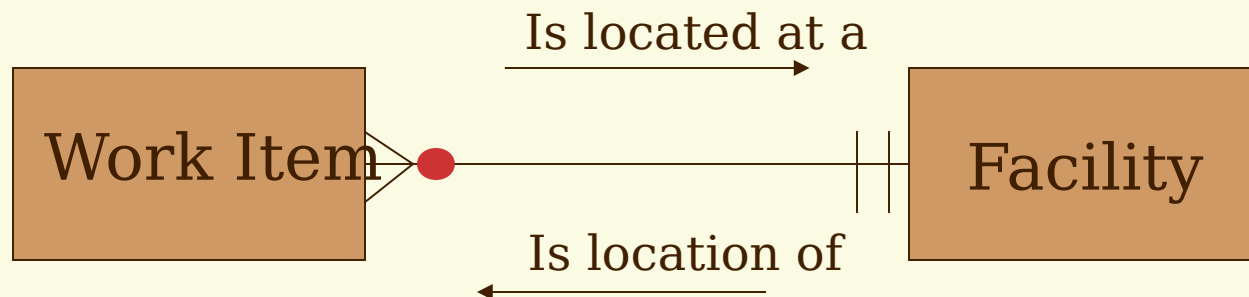 Is located at a
Work Item
Facility
Is location of